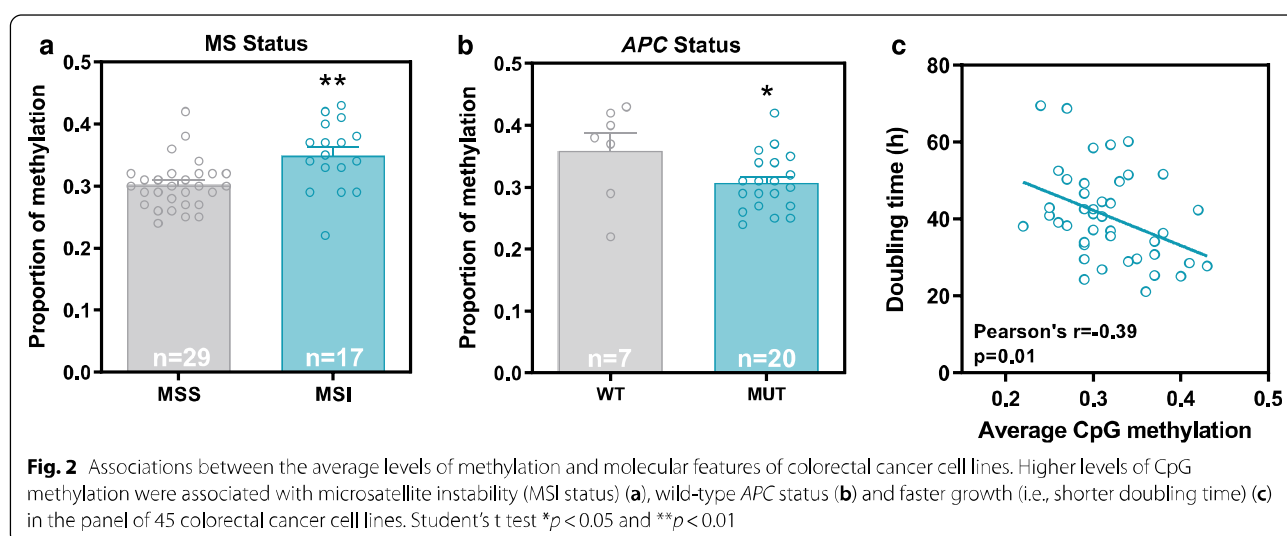 a
MS Status
Proportion of methylation
0.5
0.4
0.3
0.2
0.1
0.0
**
n=29
n=17
MSS
MSI
b
APC Status
Proportion of methylation
0.5
0.4
0.3
0.2
0.1
0.0
*
n=7
n=20
WT
MUT
c
Doubling time (h)
80
60
40
20
0
Pearson's r=-0.39
p=0.01
0.2
0.3
0.4
0.5
Average CpG methylation
Fig. 2 Associations between the average levels of methylation and molecular features of colorectal cancer cell lines. Higher levels of CpG
methylation were associated with microsatellite instability (MSI status) (a), wild-type APC status (b) and faster growth (i.e., shorter doubling time) (c)
in the panel of 45 colorectal cancer cell lines. Student's t test *p < 0.05 and **p < 0.01